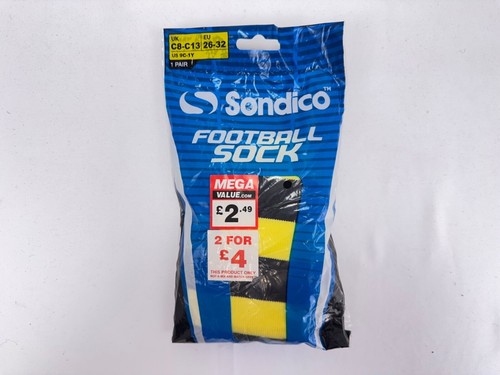 UK EU
C8-C13 26-32
US 9C-1Y
1 PAIR
Sondico™
FOOTBALL
SOCK
MEGA
VALUE.COM
£2.49
2 FOR
£4
THIS PRODUCT ONLY